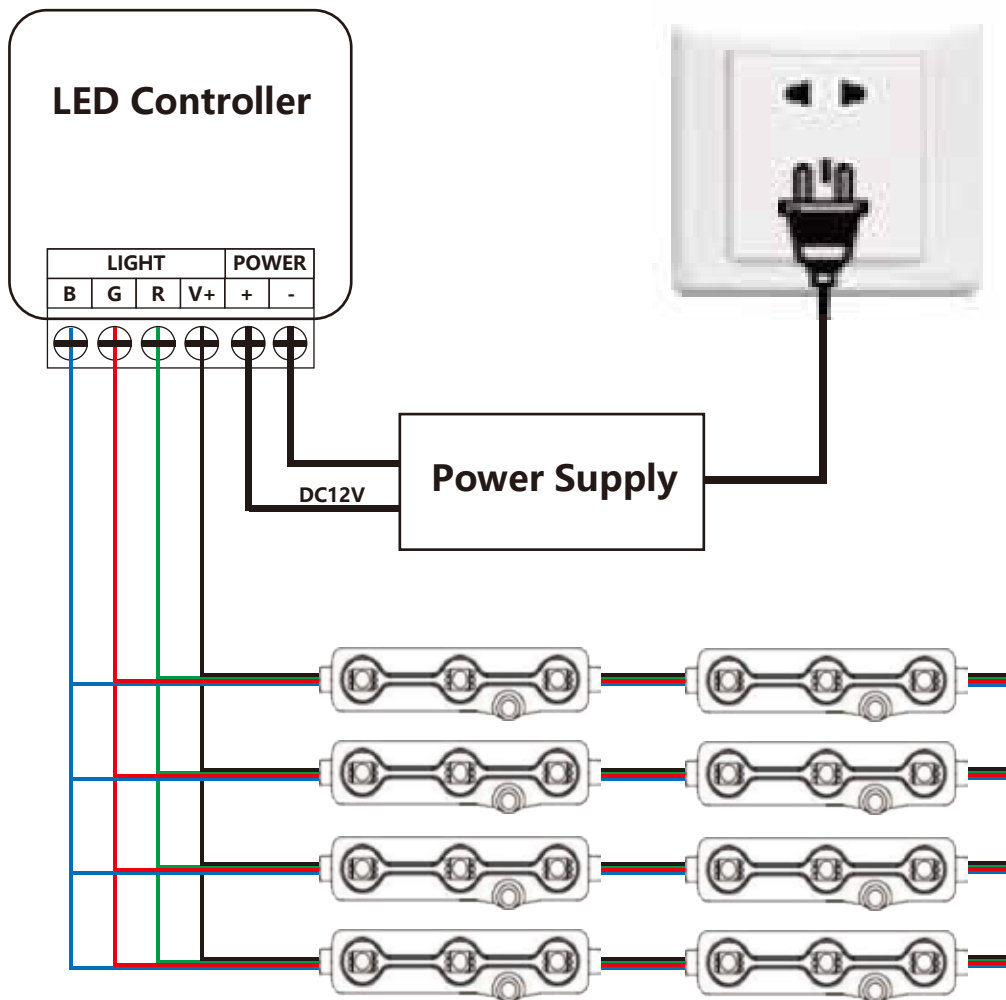 LED Controller
LIGHT POWER
B G R V+ + -
Power Supply
DC12V